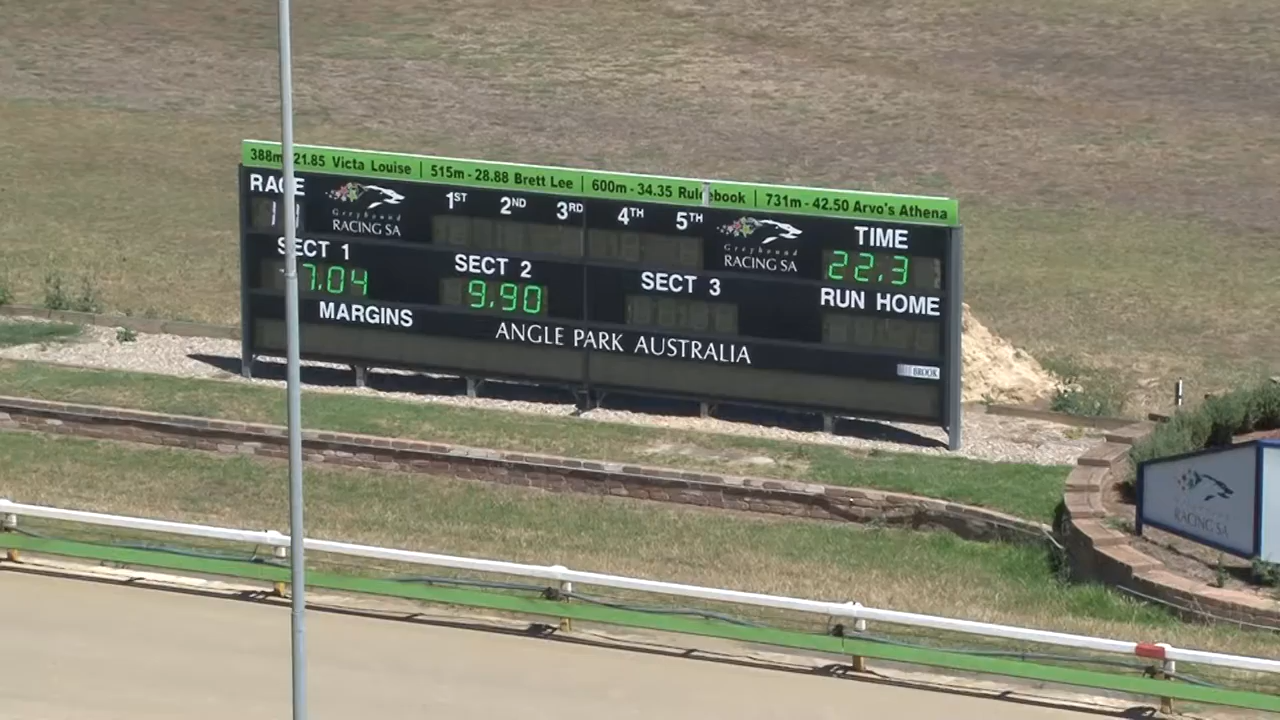 388m - 21.85 Victa Louise | 515m - 28.88 Brett Lee | 600m - 34.35 Rulebook | 731m - 42.50 Arvo's Athena
RACE
Greyhound
RACING SA
1ST 2ND 3RD 4TH 5TH
Greyhound
RACING SA
TIME
22.3
SECT 1
7.04
SECT 2
9.90
SECT 3
RUN HOME
MARGINS
ANGLE PARK AUSTRALIA
BROOK
RACING SA